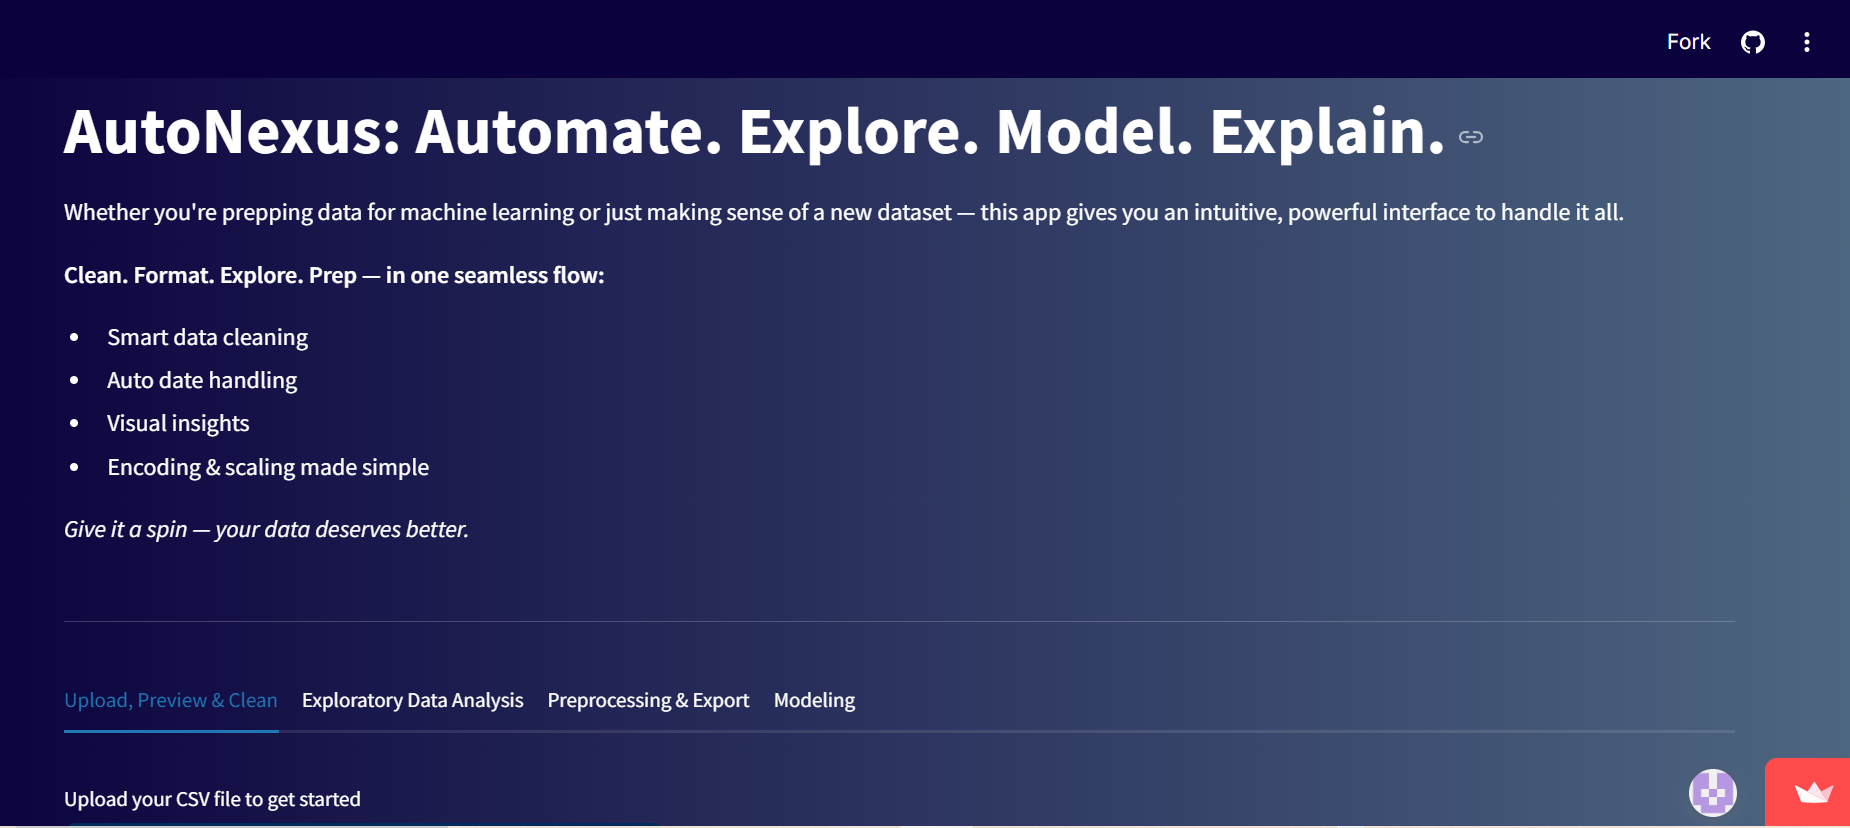 Fork
AutoNexus: Automate. Explore. Model. Explain.
Whether you're prepping data for machine learning or just making sense of a new dataset — this app gives you an intuitive, powerful interface to handle it all.
Clean. Format. Explore. Prep — in one seamless flow:
• Smart data cleaning
• Auto date handling
• Visual insights
• Encoding & scaling made simple
Give it a spin — your data deserves better.
Upload, Preview & Clean Exploratory Data Analysis Preprocessing & Export Modeling
Upload your CSV file to get started